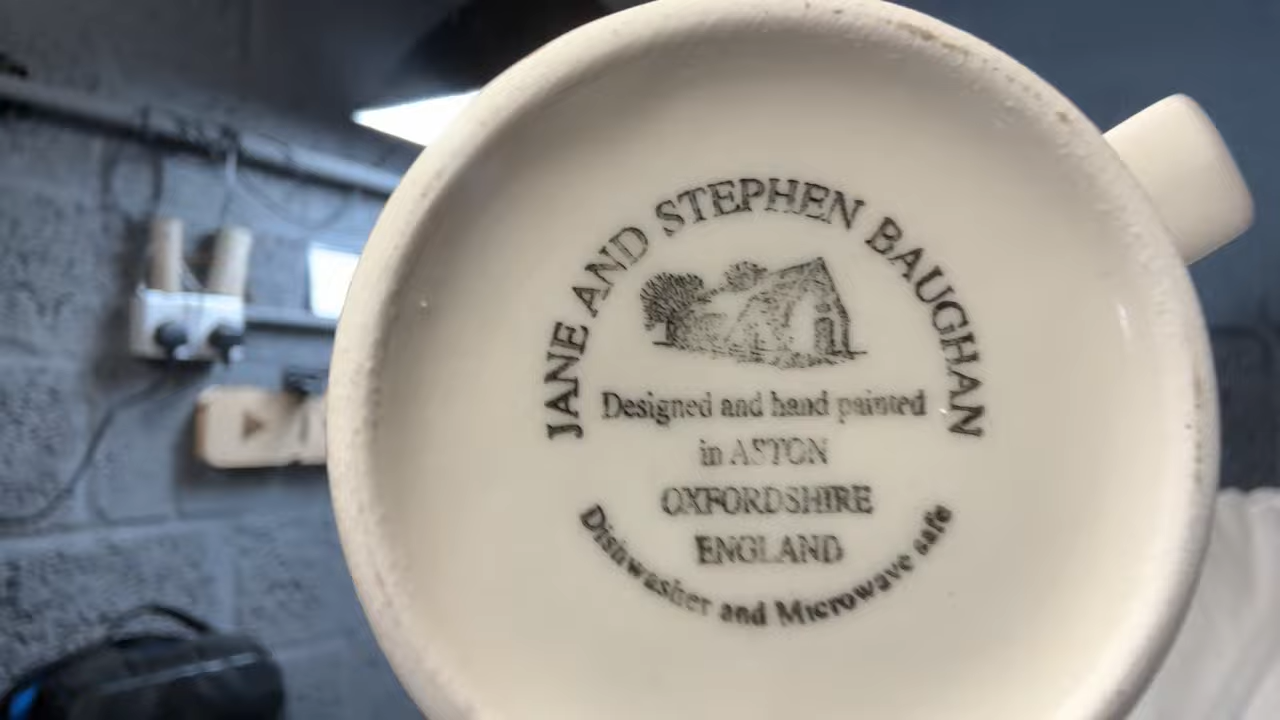 JANE AND STEPHEN BAUGHAN
Designed and hand painted
in ASTON
OXFORDSHIRE
ENGLAND
Dishwasher and Microwave safe